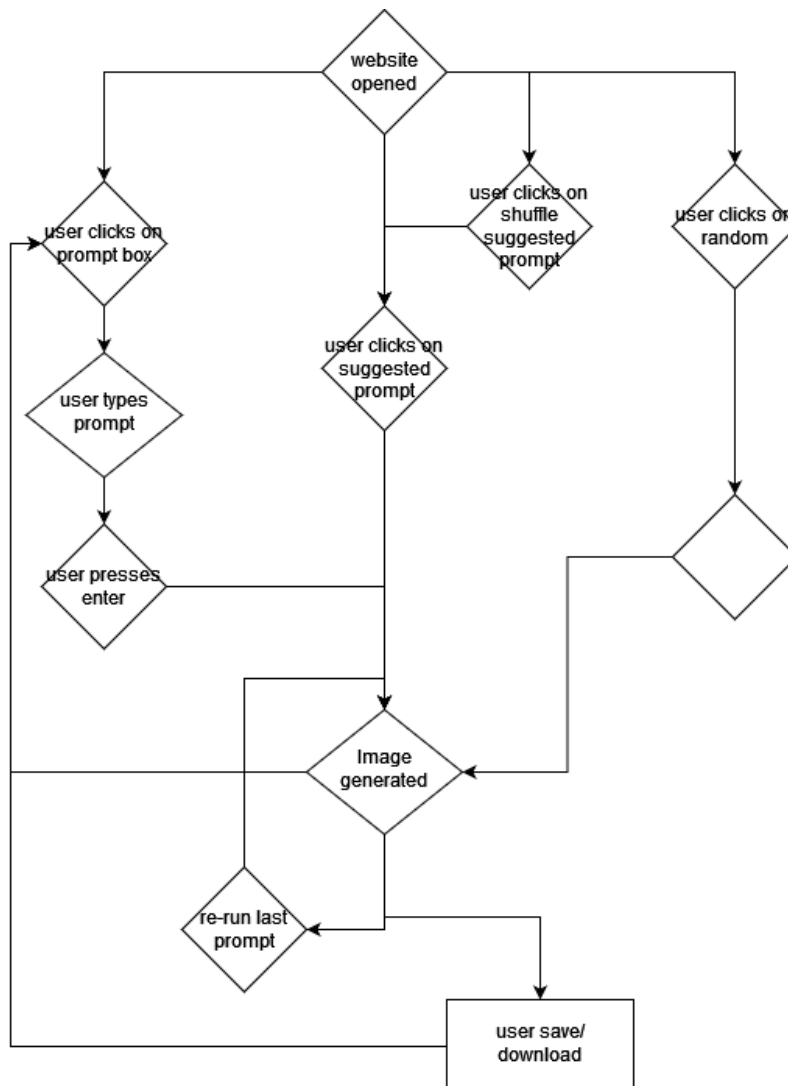 website
opened
user clicks on
prompt box
user clicks on
shuffle
suggested
prompt
user clicks on
random
user clicks on
suggested
prompt
user types
prompt
user presses
enter
Image
generated
re-run last
prompt
user save/
download